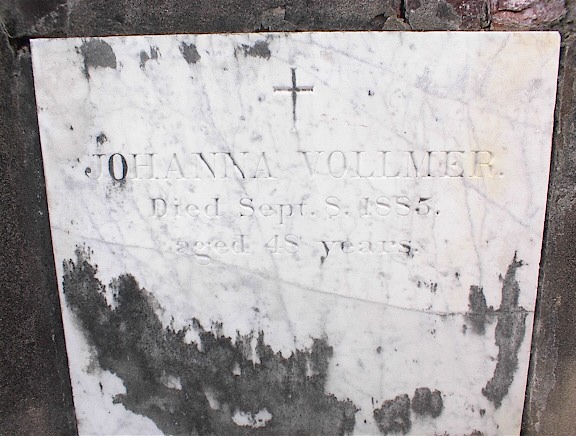 JOHANNA VOLLMER.
Died Sept. 8. 1885.
aged 48 years.